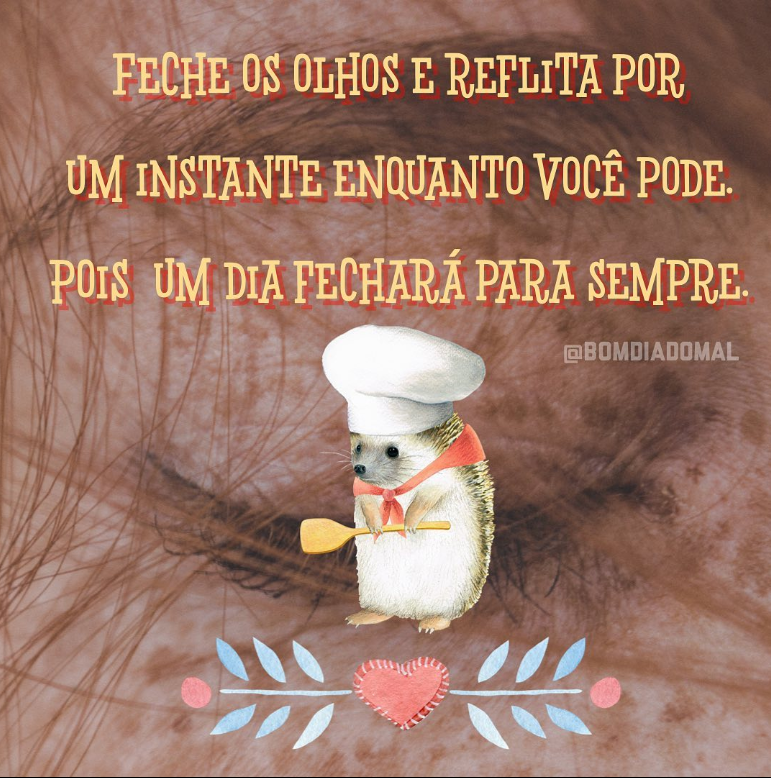 FECHE OS OLHOS E REFLITA POR
UM INSTANTE ENQUANTO VOCÊ PODE.
POIS UM DIA FECHARÁ PARA SEMPRE.
@BOMDIADOMAL